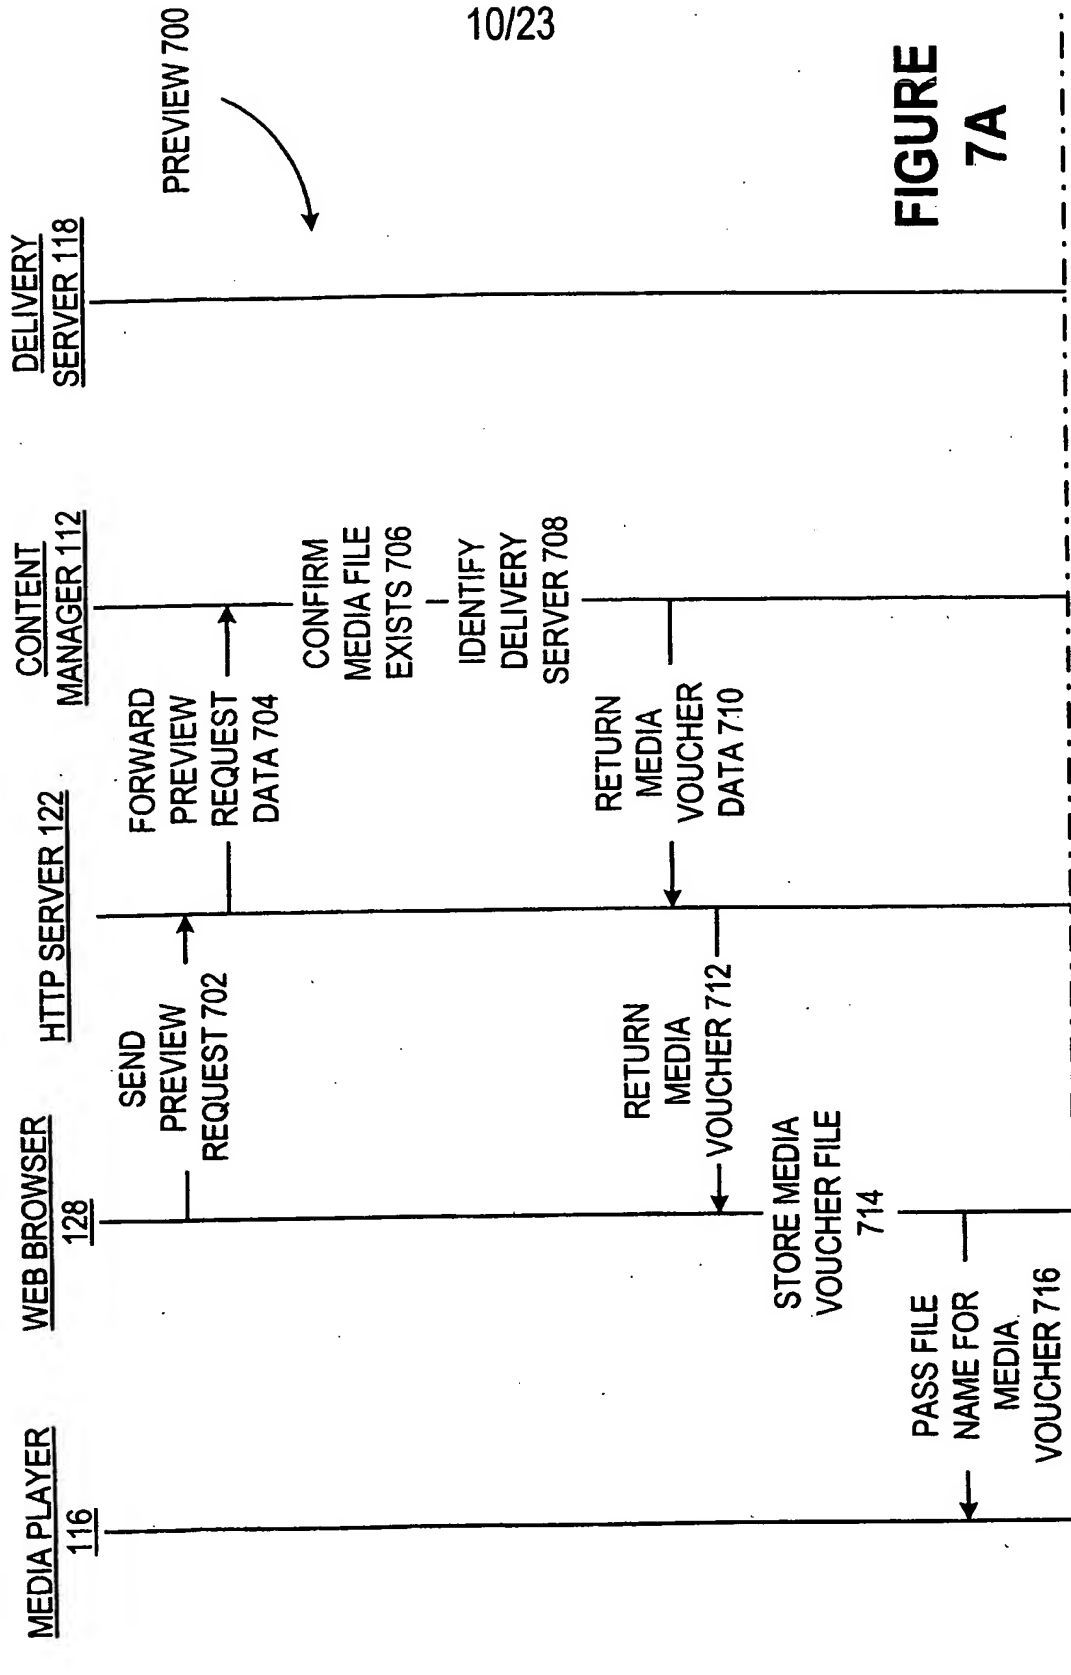 10/23
MEDIA PLAYER
116
WEB BROWSER
128
HTTP SERVER 122
CONTENT
MANAGER 112
DELIVERY
SERVER 118
PREVIEW 700
SEND
PREVIEW
REQUEST 702
FORWARD
PREVIEW
REQUEST
DATA 704
CONFIRM
MEDIA FILE
EXISTS 706
IDENTIFY
DELIVERY
SERVER 708
RETURN
MEDIA
VOUCHER
DATA 710
RETURN
MEDIA
VOUCHER 712
STORE MEDIA
VOUCHER FILE
714
PASS FILE
NAME FOR
MEDIA
VOUCHER 716
FIGURE
7A